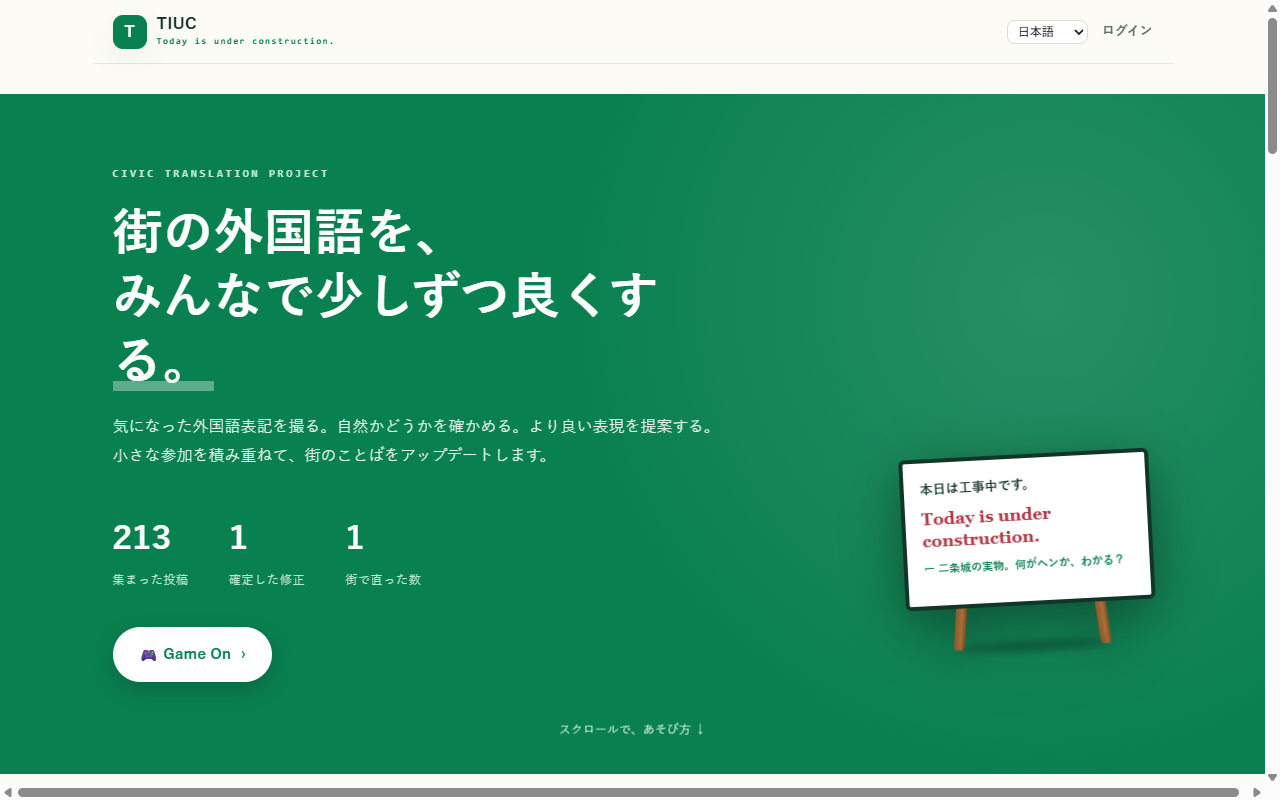 T
TIUC
Today is under construction.
日本語
ログイン
CIVIC TRANSLATION PROJECT
街の外国語を、
みんなで少しずつ良くす
る。
気になった外国語表記を撮る。自然かどうかを確かめる。より良い表現を提案する。
小さな参加を積み重ねて、街のことばをアップデートします。
213
集まった投稿
1
確定した修正
1
街で直った数
🎮 Game On ›
本日は工事中です。
Today is under
construction.
← 二条城の実物。何がヘンか、わかる？
スクロールで、あそび方 ↓